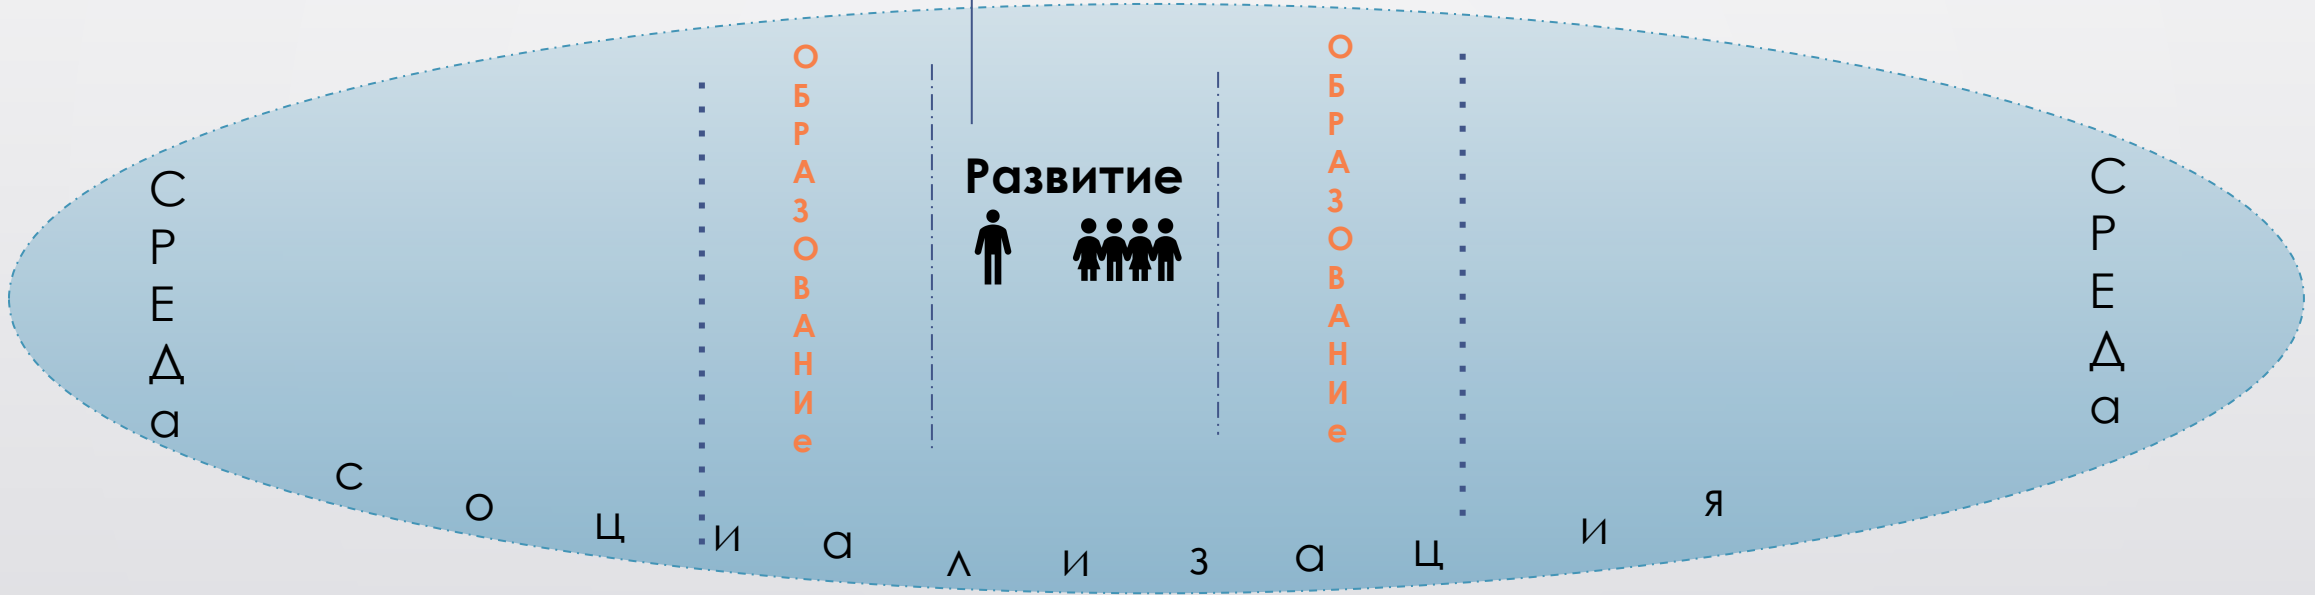 СРЕДа
ОБРАЗОВАНИе
Развитие
ОБРАЗОВАНИе
СРЕДа
социализация